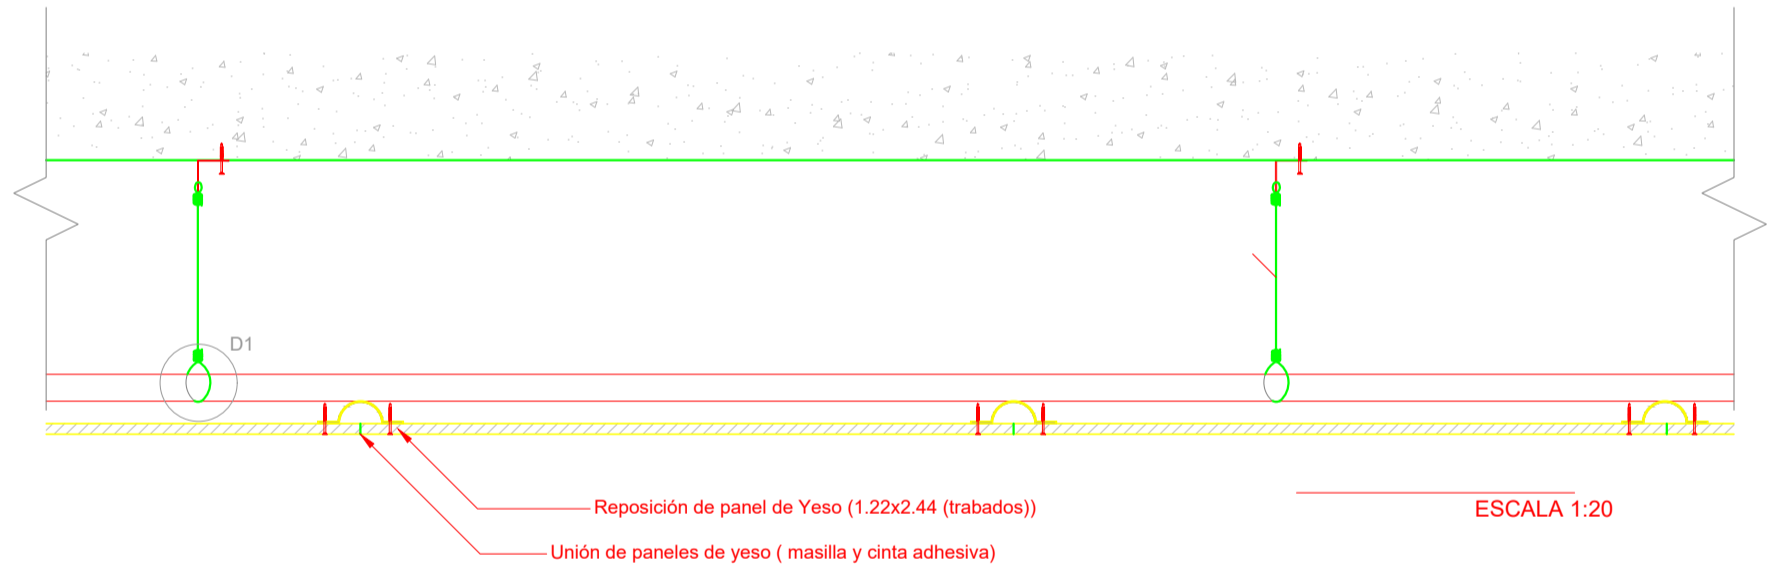 D1
Reposición de panel de Yeso (1.22x2.44 (trabados))
ESCALA 1:20
Unión de paneles de yeso ( masilla y cinta adhesiva)